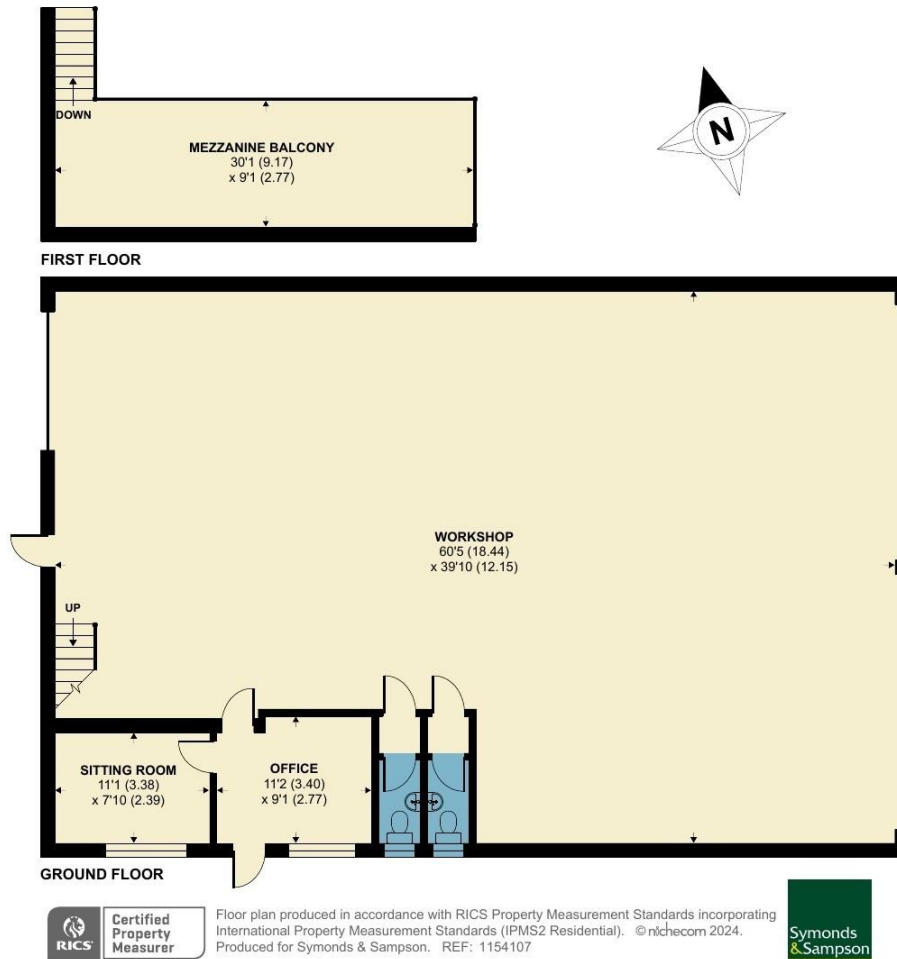 DOWN
MEZZANINE BALCONY
30'1 (9.17)
x 9'1 (2.77)
N
FIRST FLOOR
WORKSHOP
60'5 (18.44)
x 39'10 (12.15)
UP
SITTING ROOM
11'1 (3.38)
x 7'10 (2.39)
OFFICE
11'2 (3.40)
x 9'1 (2.77)
GROUND FLOOR
RICS
Certified
Property
Measurer
Floor plan produced in accordance with RICS Property Measurement Standards incorporating
International Property Measurement Standards (IPMS2 Residential). © nichecom 2024.
Produced for Symonds & Sampson. REF: 1154107
Symonds
&Sampson